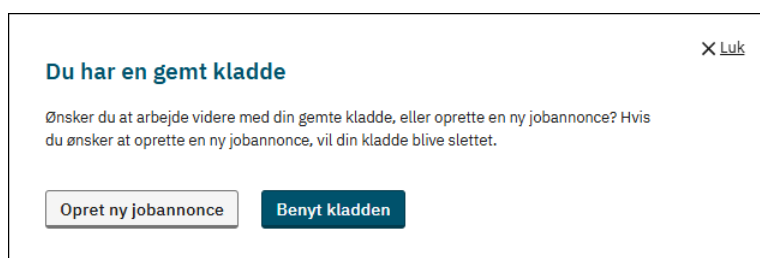 Luk
Du har en gemt kladde
Ønsker du at arbejde videre med din gemte kladde, eller oprette en ny jobannonce? Hvis
du ønsker at oprette en ny jobannonce, vil din kladde blive slettet.
Opret ny jobannonce
Benyt kladden